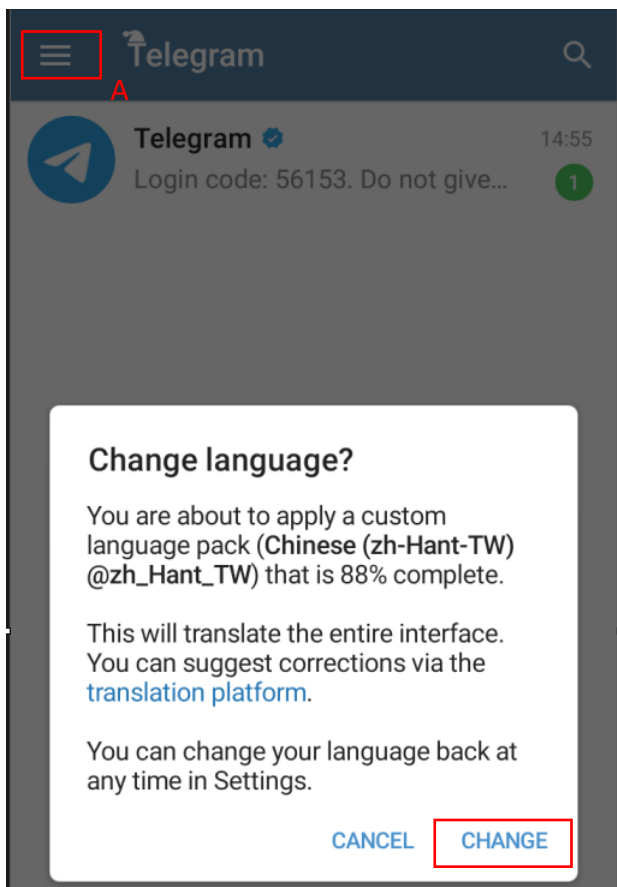 Telegram
A
Telegram 14:55
Login code: 56153. Do not give... 1
Change language?
You are about to apply a custom
language pack (Chinese (zh-Hant-TW)
@zh_Hant_TW) that is 88% complete.
This will translate the entire interface.
You can suggest corrections via the
translation platform.
You can change your language back at
any time in Settings.
CANCEL CHANGE